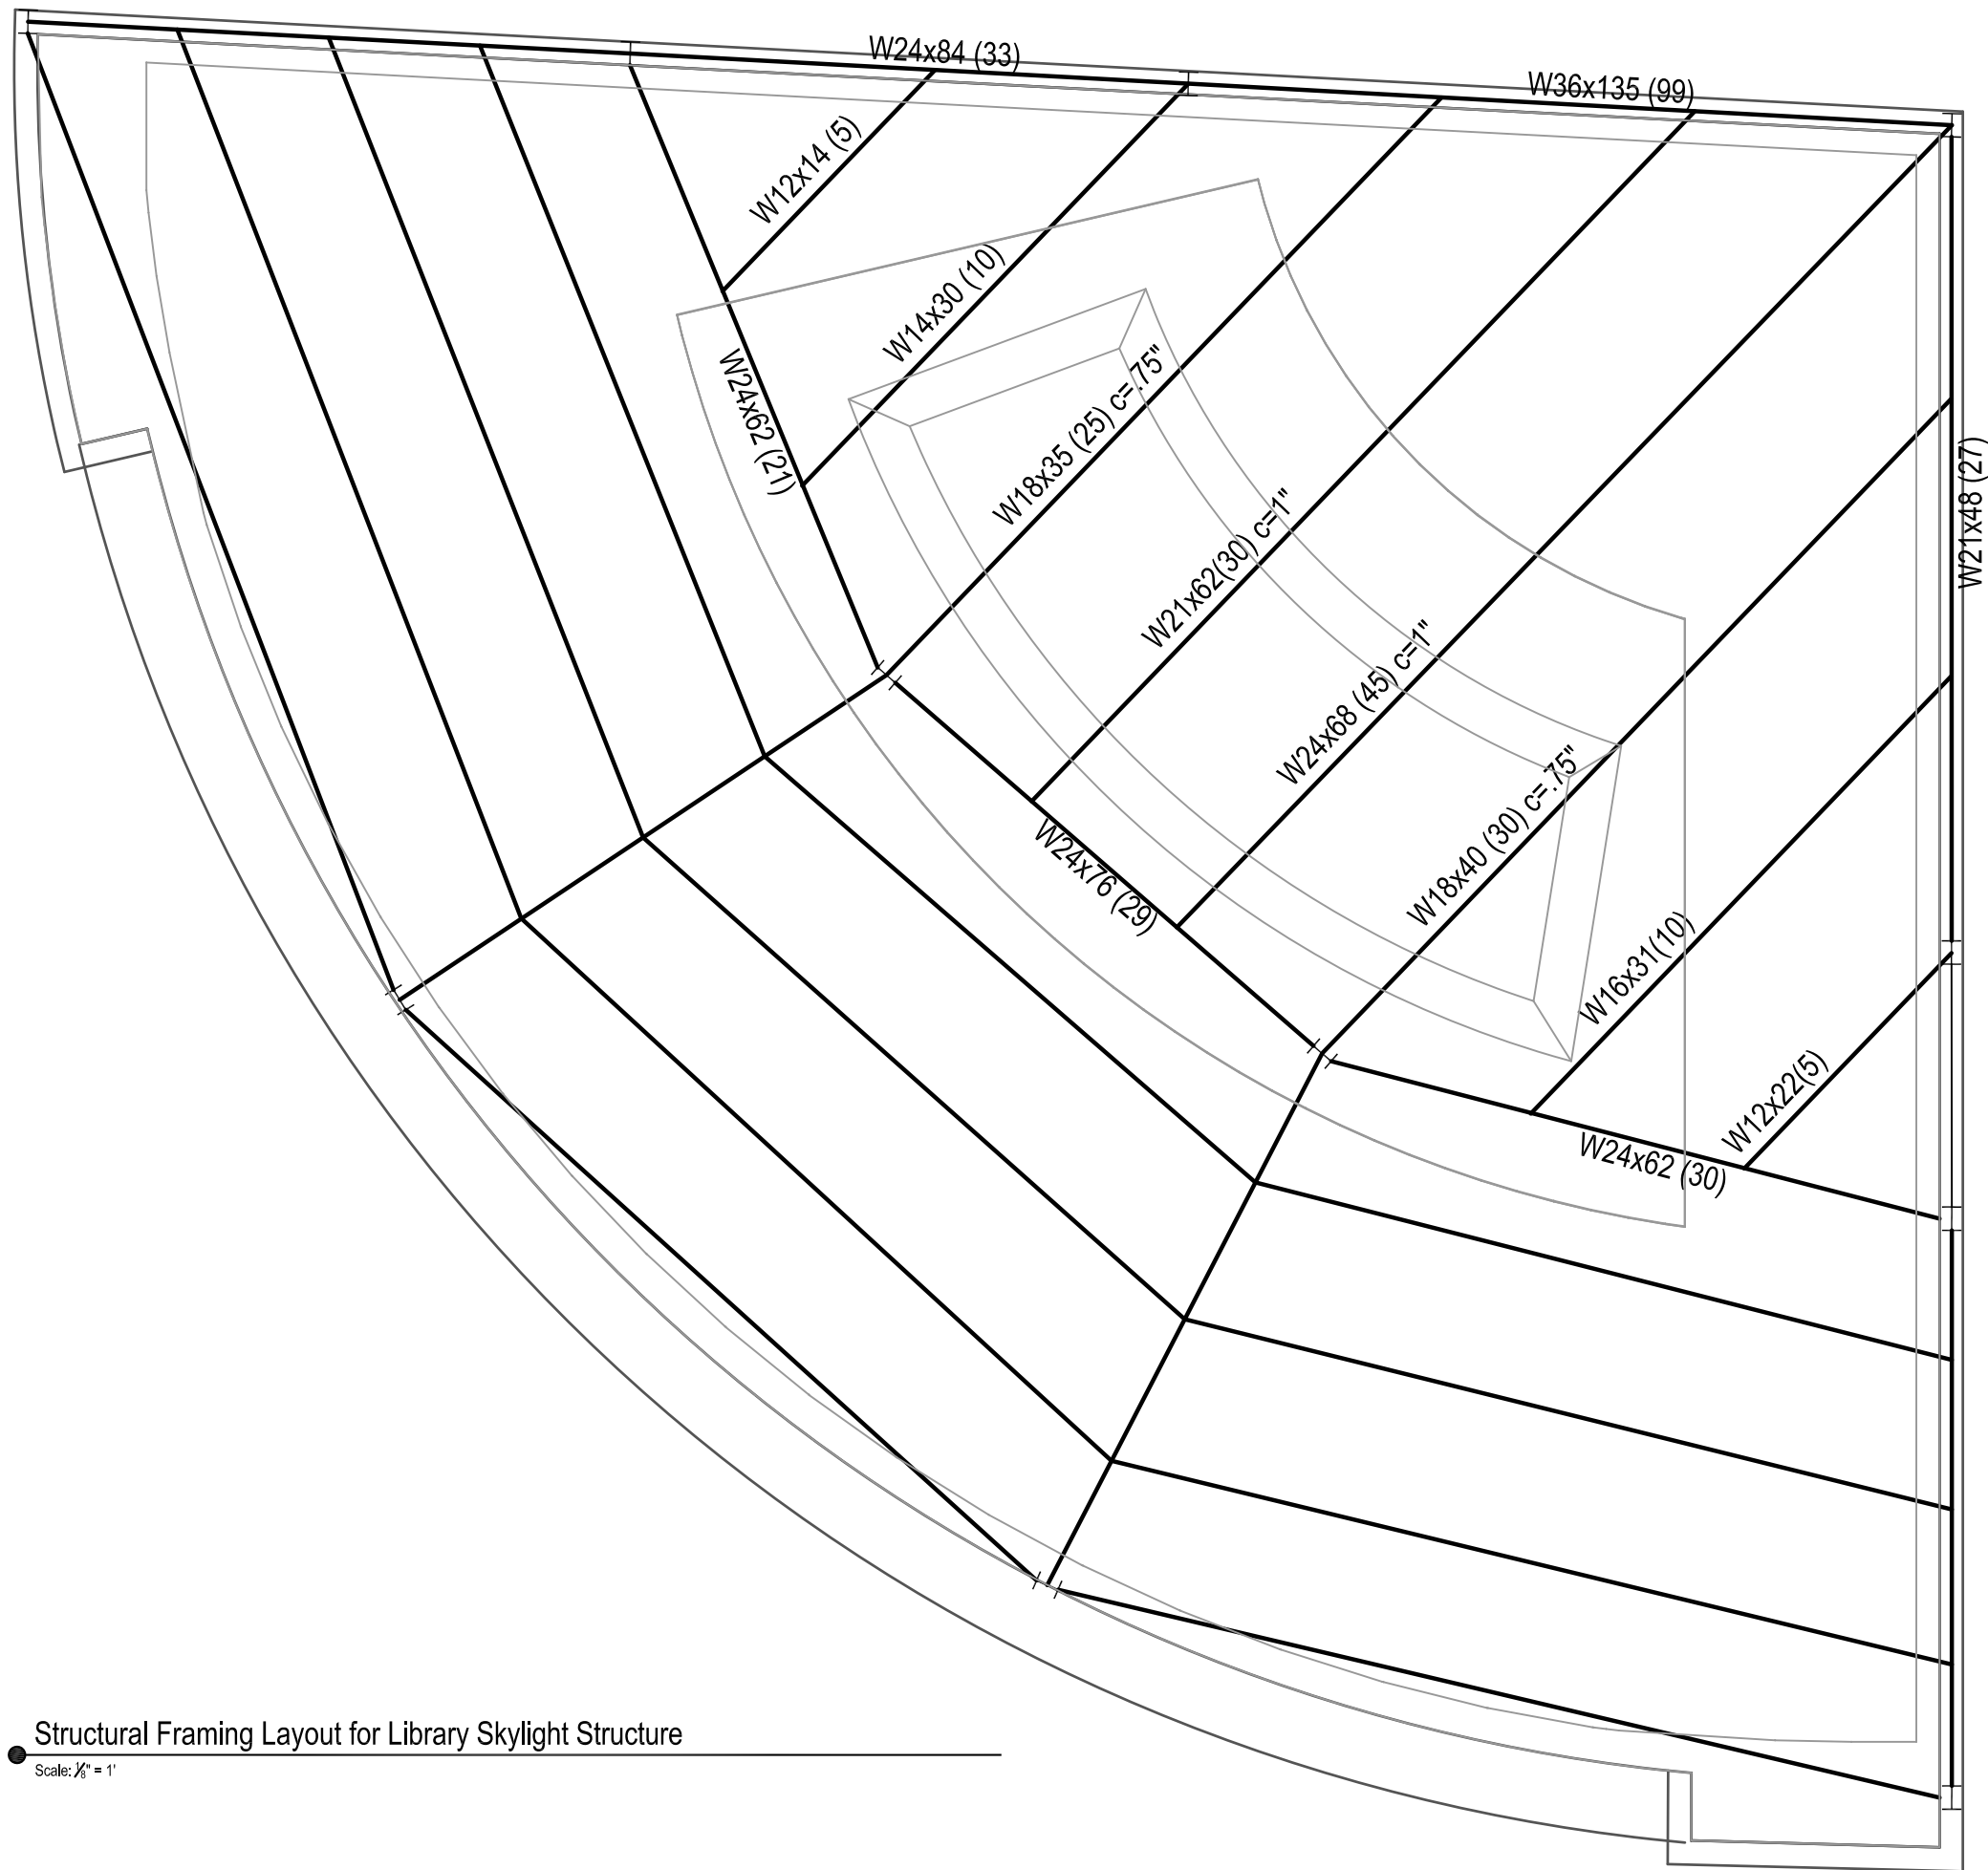 W24x84 (33)
W36x135 (99)
W12x14 (5)
W14x30 (10)
W24x62 (21)
W18x35 (25) c=.75"
W21x62(30) c=1"
W21x48 (27)
W24x68 (45) c=1"
W18x40 (30) c=.75"
W24x76 (29)
W16x31(10)
W12x22(5)
W24x62 (30)
Structural Framing Layout for Library Skylight Structure
Scale: ⅛" = 1'